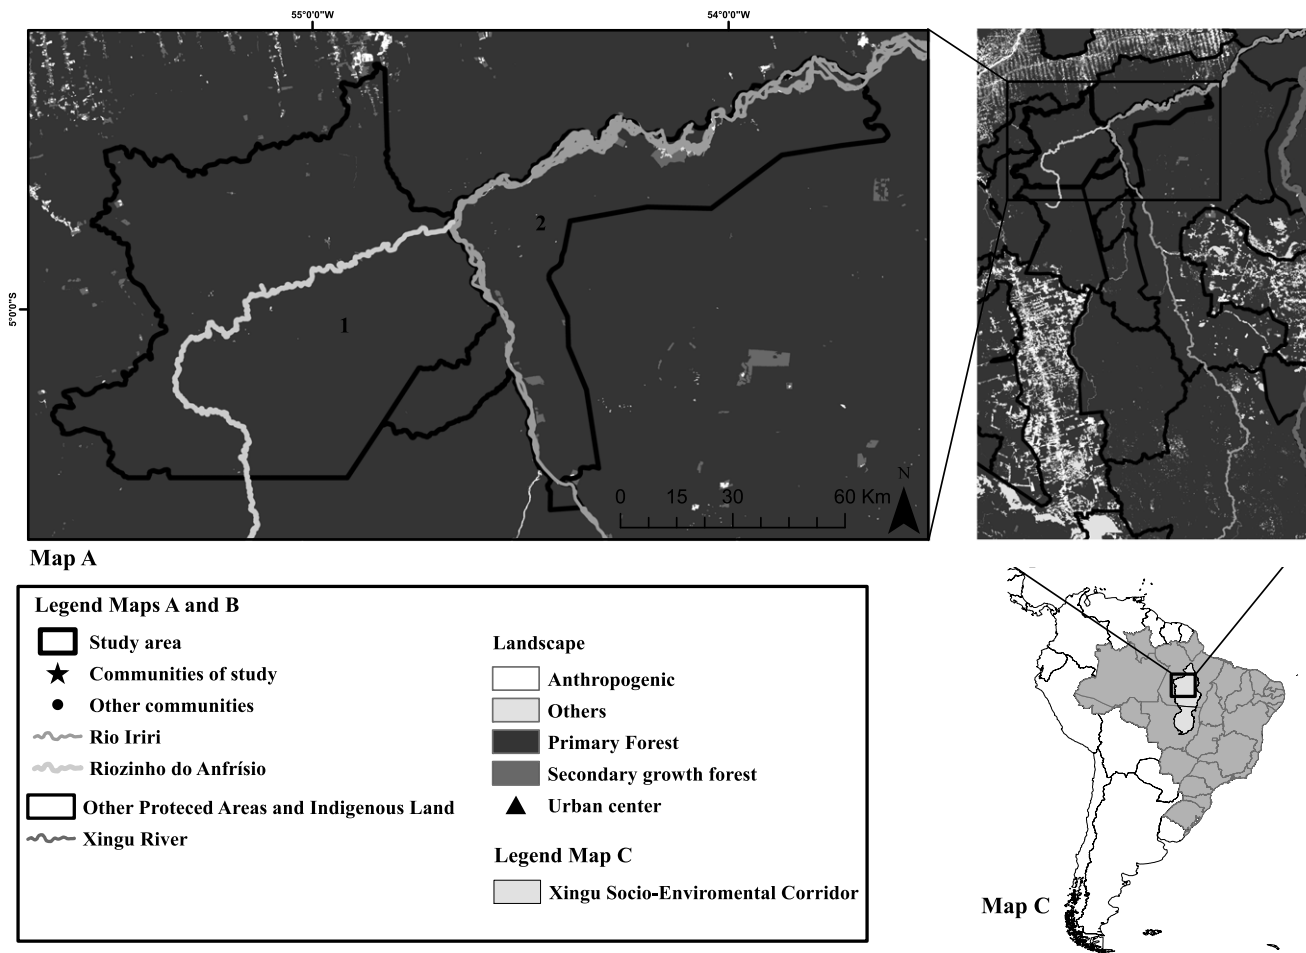 55°0'0"W
54°0'0"W
5°0'0"S
1
2
N
0 15 30 60 Km
Map A
Legend Maps A and B
Study area
Communities of study
Other communities
Rio Iriri
Riozinho do Anfrísio
Other Proteced Areas and Indigenous Land
Xingu River
Landscape
Anthropogenic
Others
Primary Forest
Secondary growth forest
Urban center
Legend Map C
Xingu Socio-Enviromental Corridor
Map C